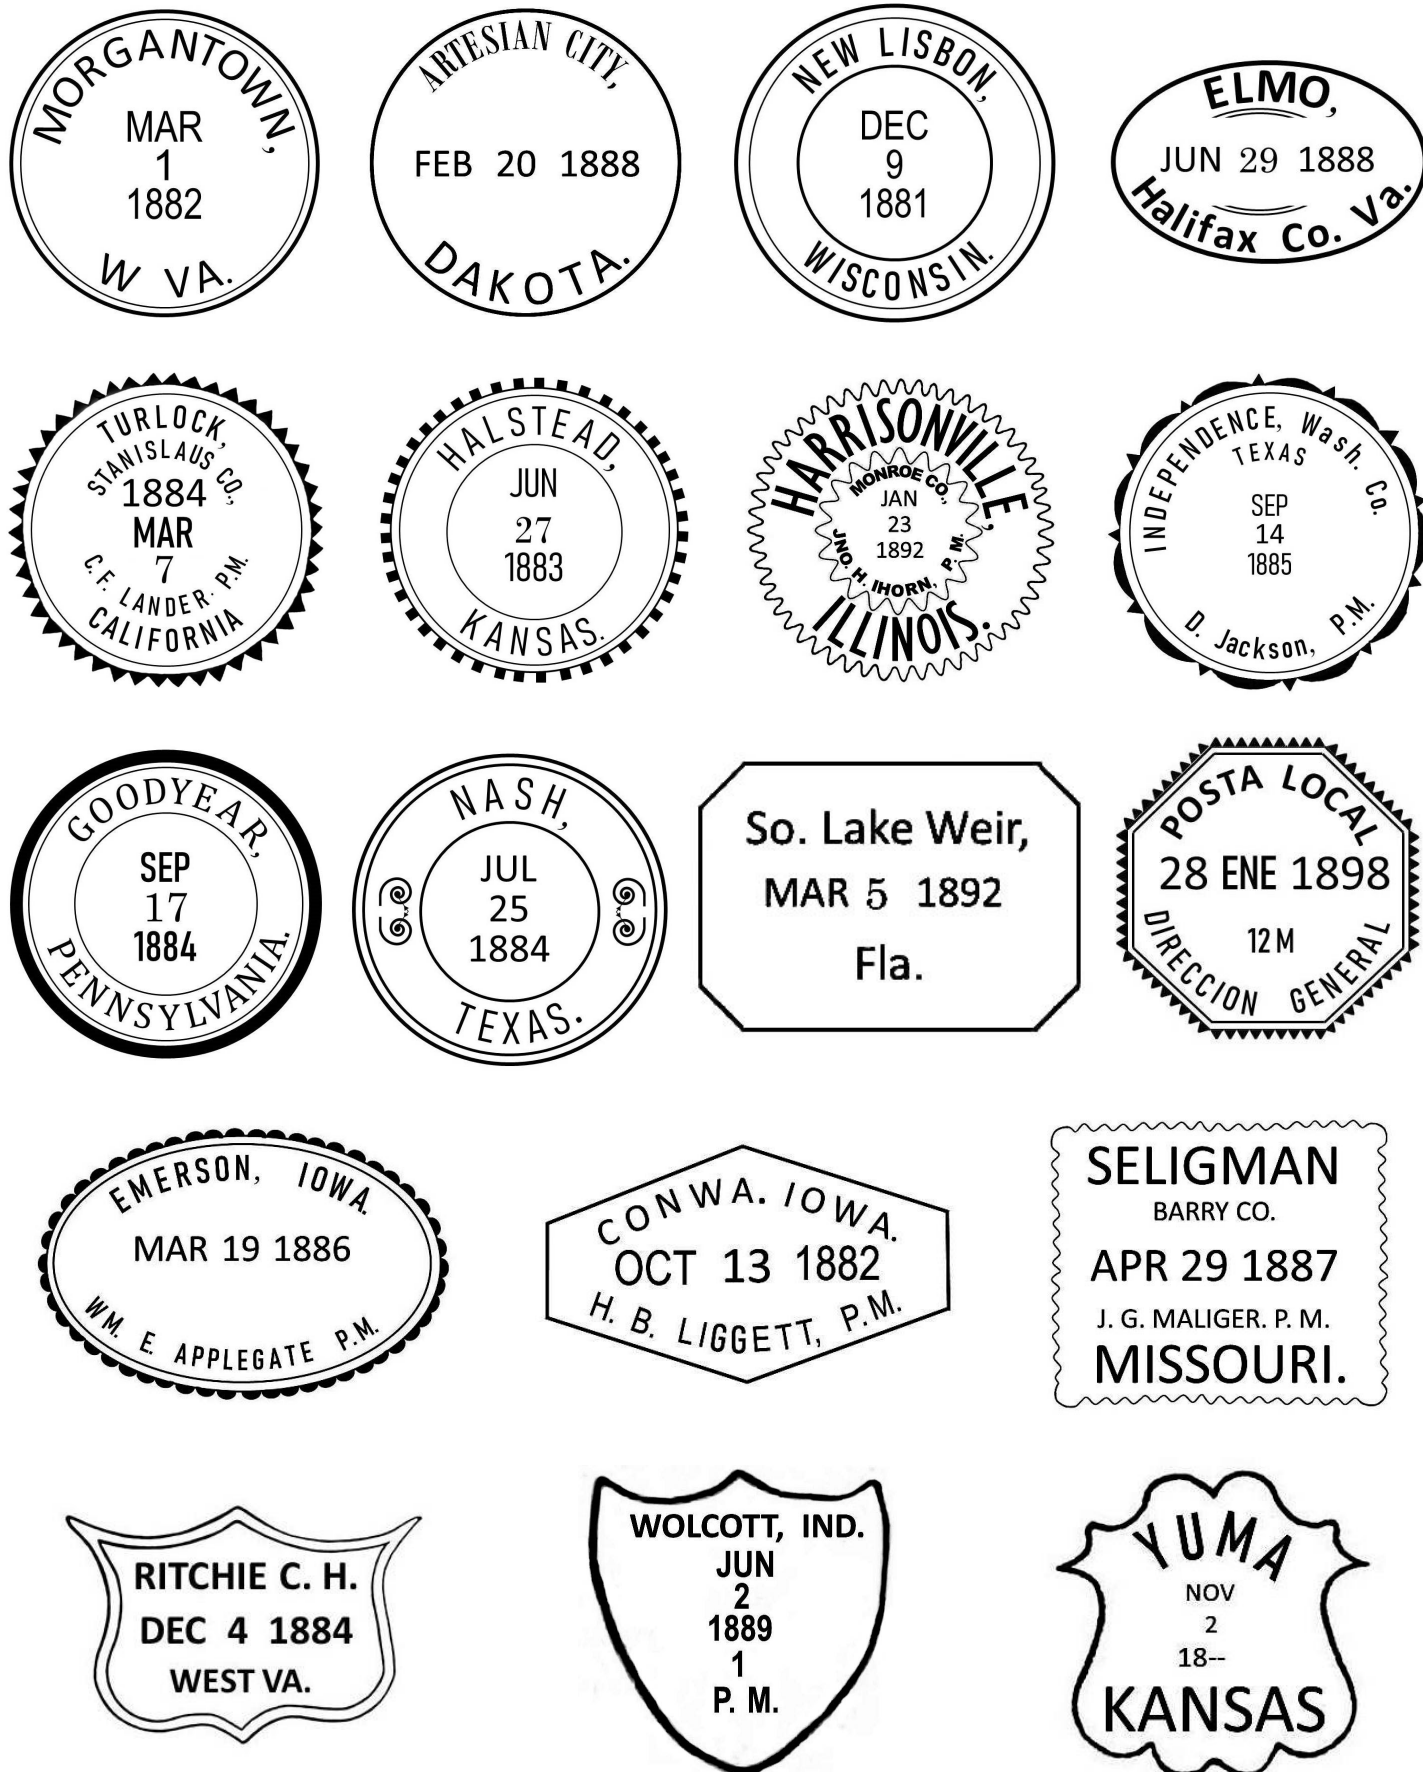 MORGANTOWN,
MAR
1
1882
W VA.
ARTESIAN CITY,
FEB 20 1888
DAKOTA.
NEW LISBON,
DEC
9
1881
WISCONSIN.
ELMO,
JUN 29 1888
Halifax Co. Va.
TURLOCK,
STANISLAUS CO.,
1884
MAR
7
C. F. LANDER. P.M.
CALIFORNIA
HALSTEAD,
JUN
27
1883
KANSAS.
HARRISONVILLE,
MONROE CO.,
JAN
23
1892
JNO. H. IHORN, P. M.
ILLINOIS.
INDEPENDENCE, Wash. Co.
TEXAS
SEP
14
1885
D. Jackson, P.M.
GOODYEAR,
SEP
17
1884
PENNSYLVANIA.
NASH,
JUL
25
1884
TEXAS.
So. Lake Weir,
MAR 5 1892
Fla.
POSTA LOCAL
28 ENE 1898
12 M
DIRECCION GENERAL
EMERSON, IOWA.
MAR 19 1886
WM. E. APPLEGATE P.M.
CONWA. IOWA.
OCT 13 1882
H. B. LIGGETT, P.M.
SELIGMAN
BARRY CO.
APR 29 1887
J. G. MALIGER. P. M.
MISSOURI.
RITCHIE C. H.
DEC 4 1884
WEST VA.
WOLCOTT, IND.
JUN
2
1889
1
P. M.
YUMA
NOV
2
18--
KANSAS